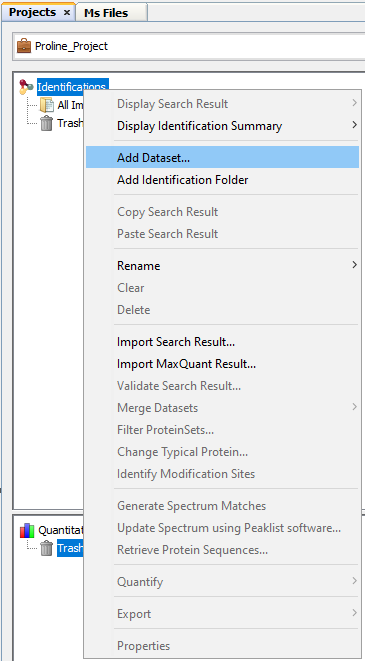 Projects x Ms Files
Proline_Project
Identifications
All Im
Trash
Display Search Result
Display Identification Summary
Add Dataset...
Add Identification Folder
Copy Search Result
Paste Search Result
Rename
Clear
Delete
Import Search Result...
Import MaxQuant Result...
Validate Search Result...
Merge Datasets
Filter ProteinSets...
Change Typical Protein...
Identify Modification Sites
Generate Spectrum Matches
Update Spectrum using Peaklist software...
Retrieve Protein Sequences...
Quantify
Export
Properties
Quantitat
Trash